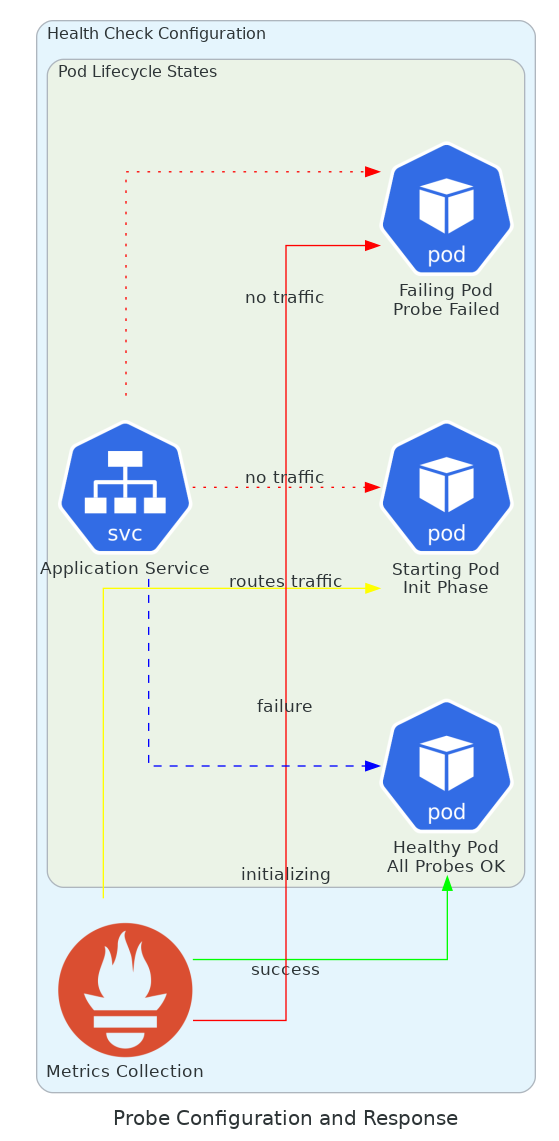 Health Check Configuration
Pod Lifecycle States
pod
Failing Pod
Probe Failed
no traffic
no traffic
svc
Application Service
pod
Starting Pod
Init Phase
routes traffic
failure
pod
Healthy Pod
All Probes OK
initializing
success
Metrics Collection
Probe Configuration and Response